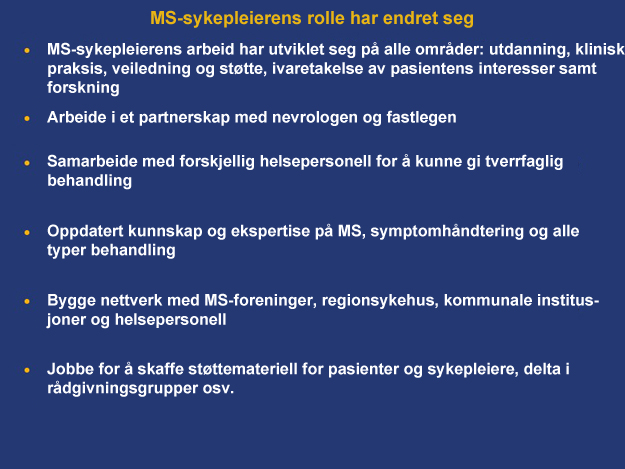 MS-sykepleierens rolle har endret seg
• MS-sykepleierens arbeid har utviklet seg på alle områder: utdanning, klinisk
praksis, veiledning og støtte, ivaretakelse av pasientens interesser samt
forskning
• Arbeide i et partnerskap med nevrologen og fastlegen
• Samarbeide med forskjellig helsepersonell for å kunne gi tverrfaglig
behandling
• Oppdatert kunnskap og ekspertise på MS, symptomhåndtering og alle
typer behandling
• Bygge nettverk med MS-foreninger, regionsykehus, kommunale institus-
joner og helsepersonell
• Jobbe for å skaffe støttemateriell for pasienter og sykepleiere, delta i
rådgivningsgrupper osv.